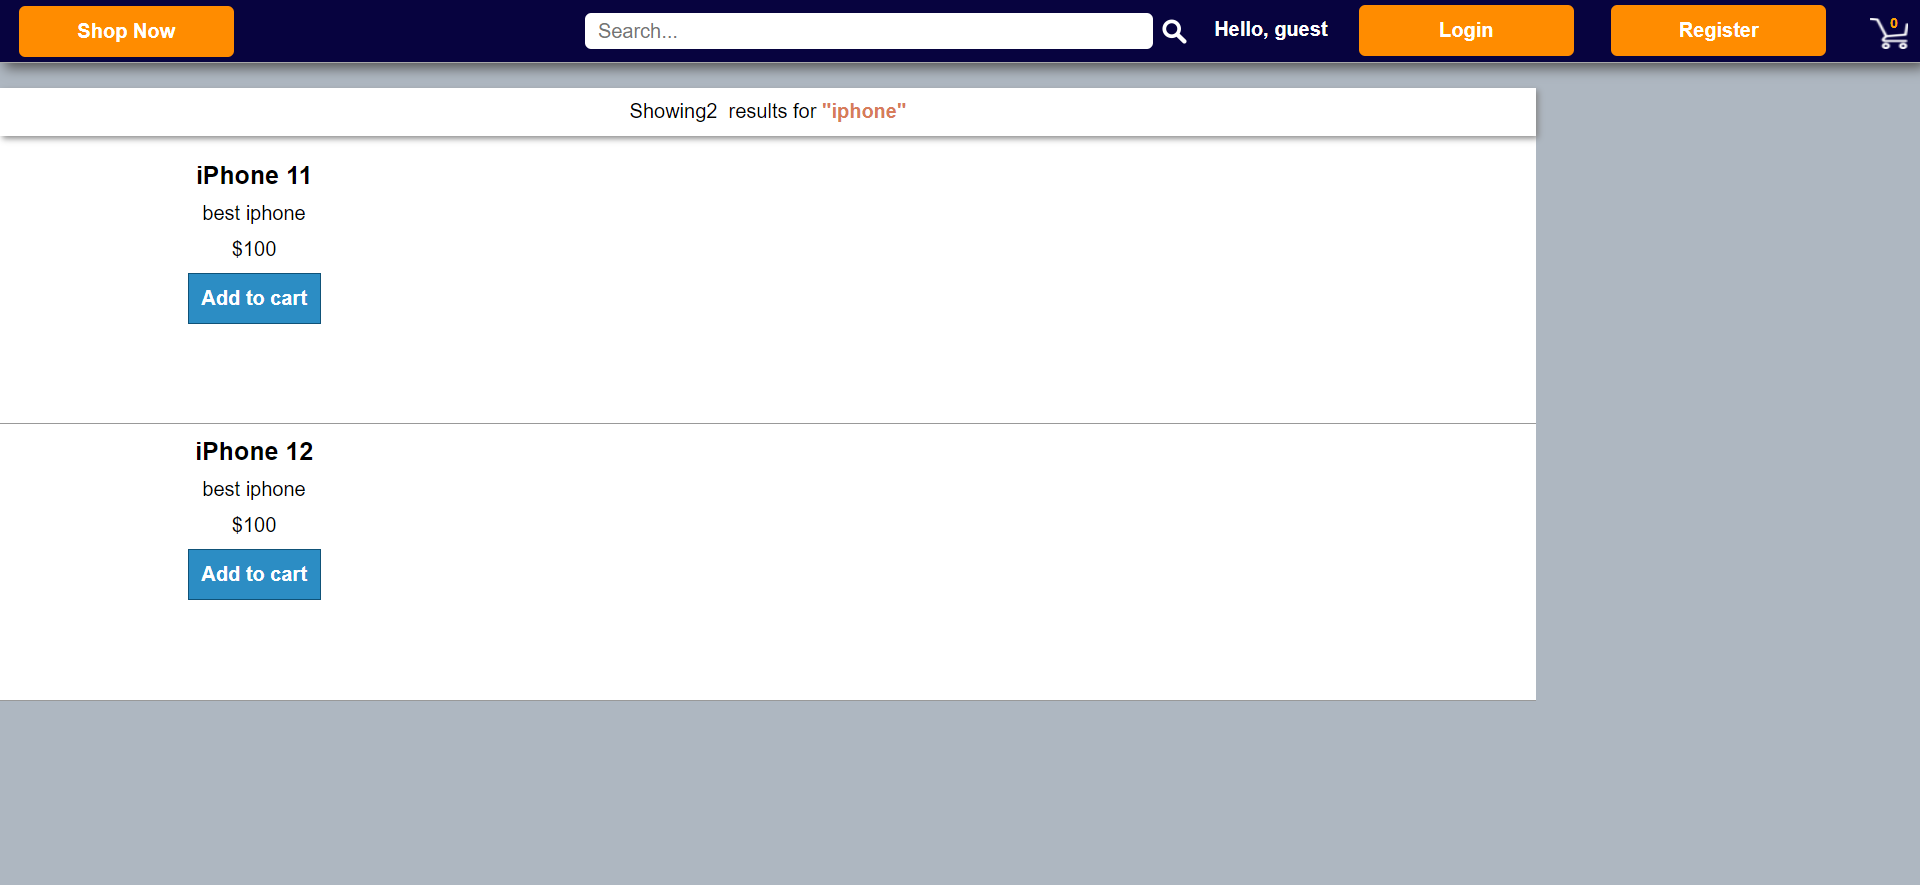 Shop Now
Search...
Hello, guest
Login
Register
0
Showing2 results for "iphone"
iPhone 11
best iphone
$100
Add to cart
iPhone 12
best iphone
$100
Add to cart